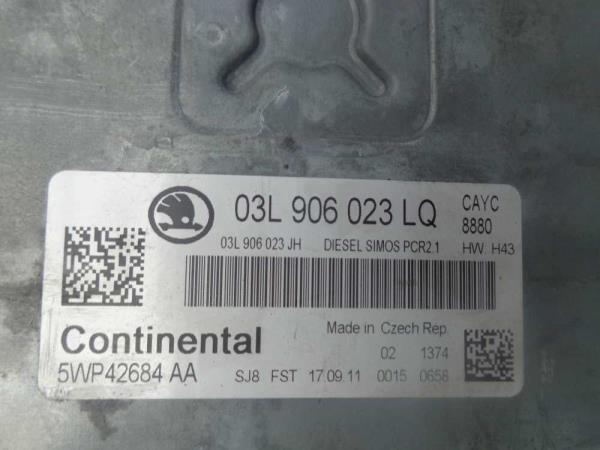 03L 906 023 LQ CAYC
8880
03L 906 023 JH DIESEL SIMOS PCR2.1 HW: H43
Continental Made in Czech Rep.
02 1374
5WP42684 AA SJ8 FST 17.09.11 0015 0656